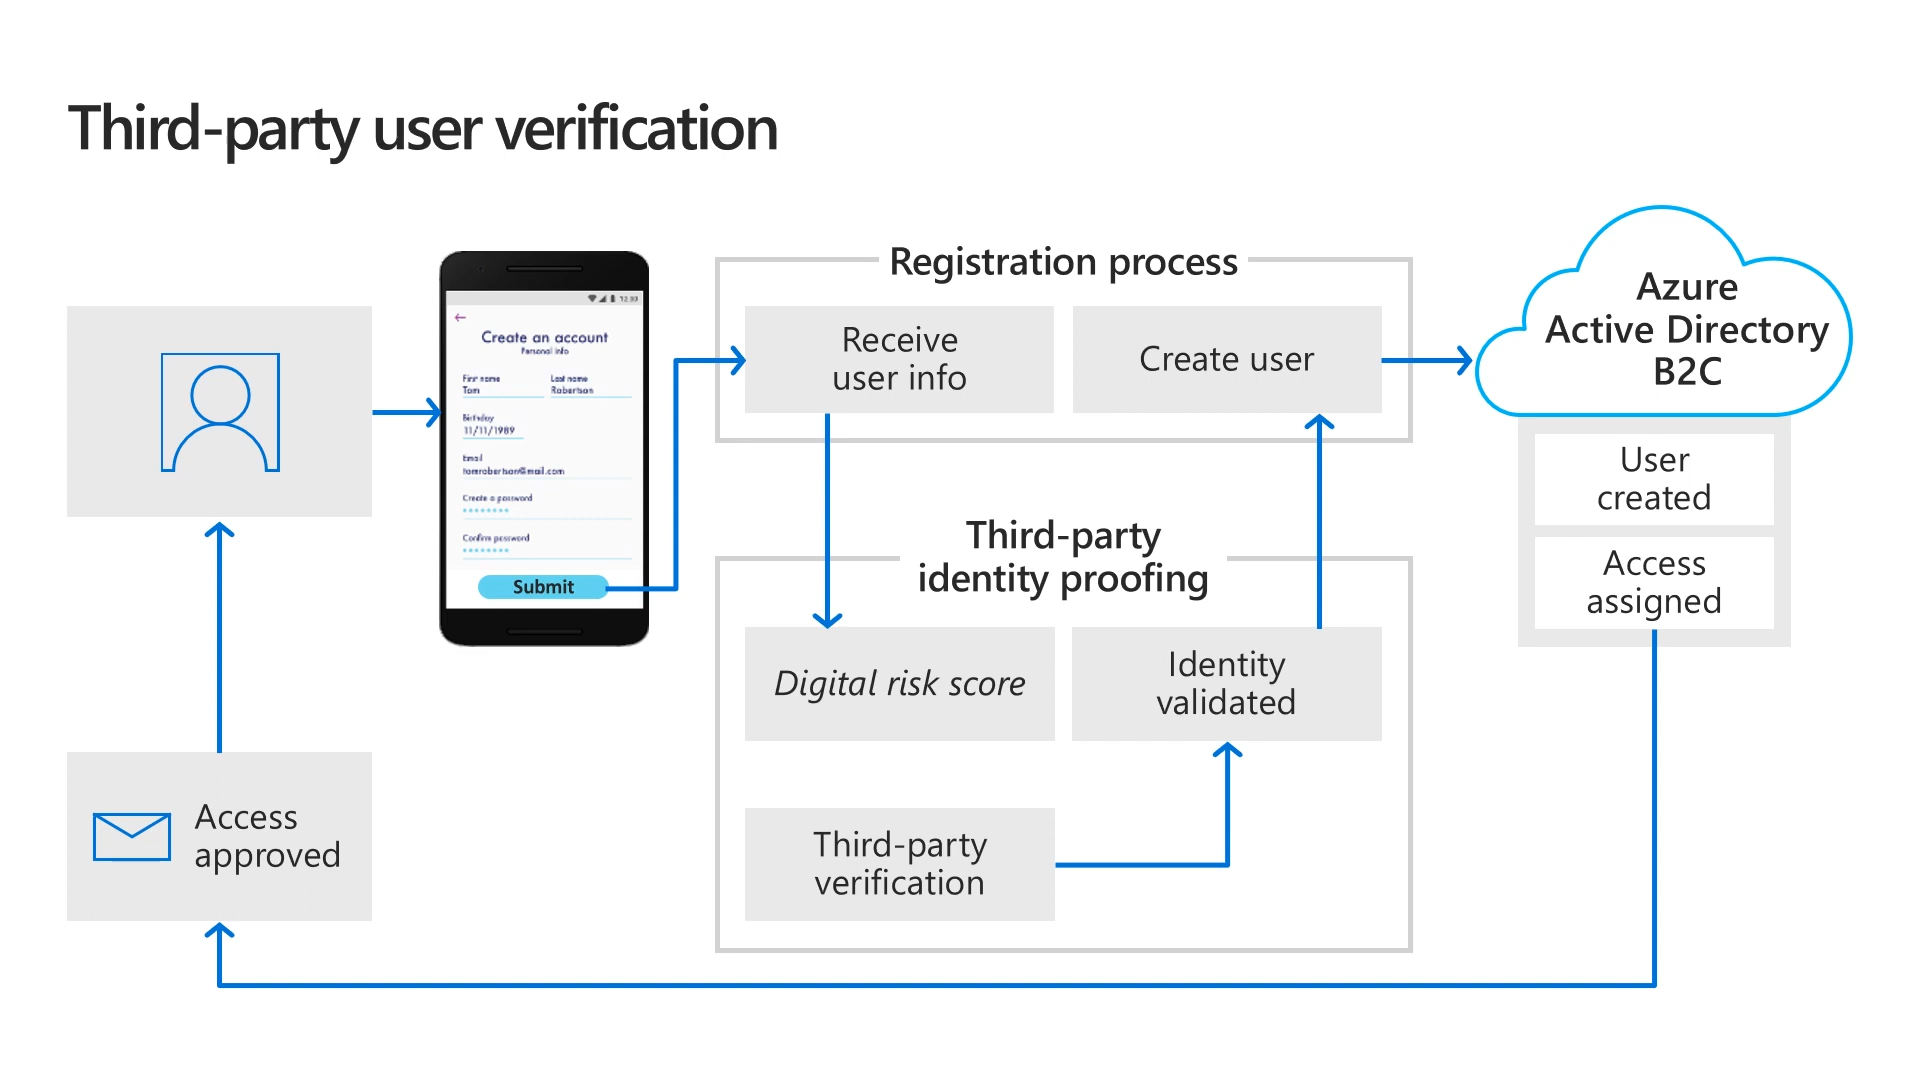 Third-party user verification
12:30
Create an account
Personal info
First name
Last name
Tom
Robertson
Birthday
11/11/1989
Email
tomrobertson@mail.com
Create a password
Confirm password
Submit
Registration process
Receive
user info
Create user
Third-party
identity proofing
Digital risk score
Identity
validated
Third-party
verification
Azure
Active Directory
B2C
User
created
Access
assigned
Access
approved